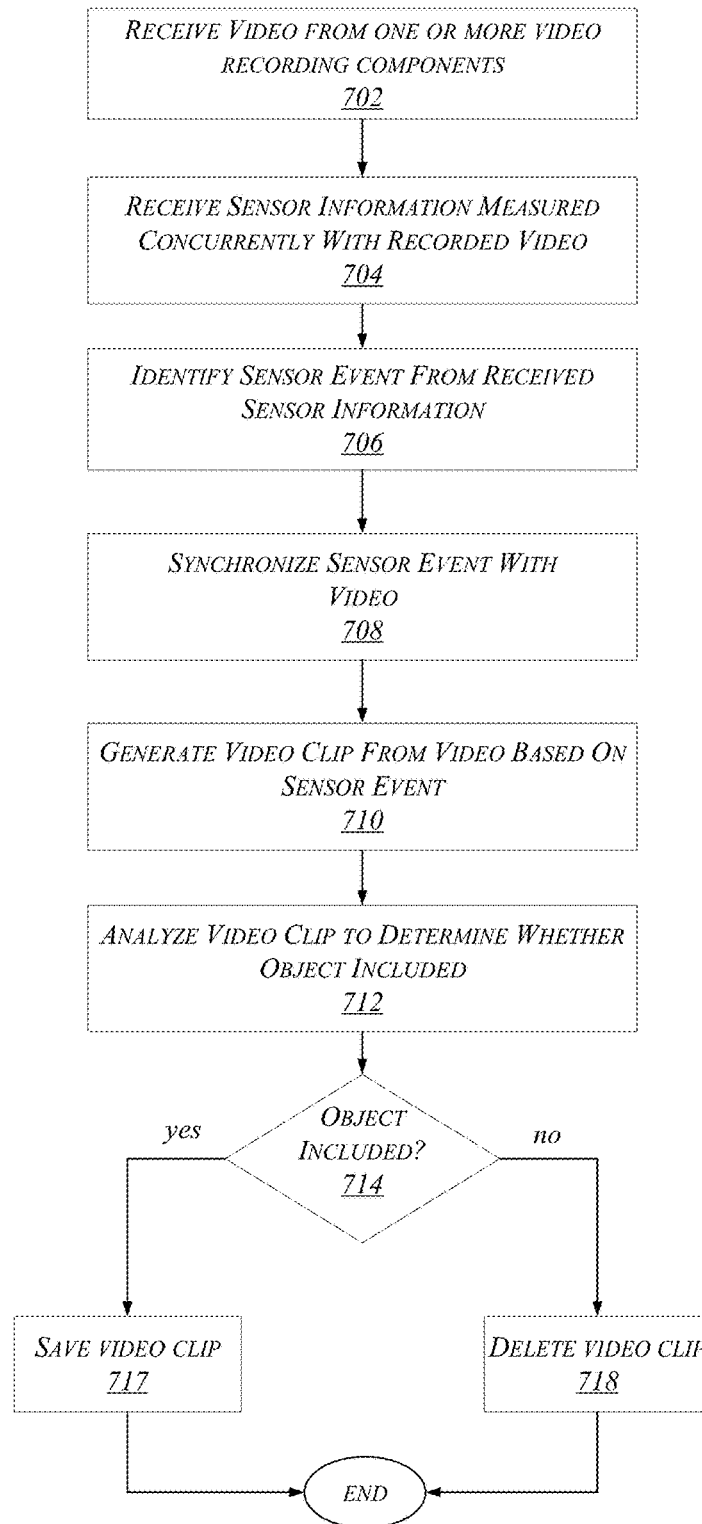 RECEIVE VIDEO FROM ONE OR MORE VIDEO
RECORDING COMPONENTS
702
RECEIVE SENSOR INFORMATION MEASURED
CONCURRENTLY WITH RECORDED VIDEO
704
IDENTIFY SENSOR EVENT FROM RECEIVED
SENSOR INFORMATION
706
SYNCHRONIZE SENSOR EVENT WITH
VIDEO
708
GENERATE VIDEO CLIP FROM VIDEO BASED ON
SENSOR EVENT
710
ANALYZE VIDEO CLIP TO DETERMINE WHETHER
OBJECT INCLUDED
712
OBJECT
INCLUDED?
714
yes
no
SAVE VIDEO CLIP
717
DELETE VIDEO CLIP
718
END